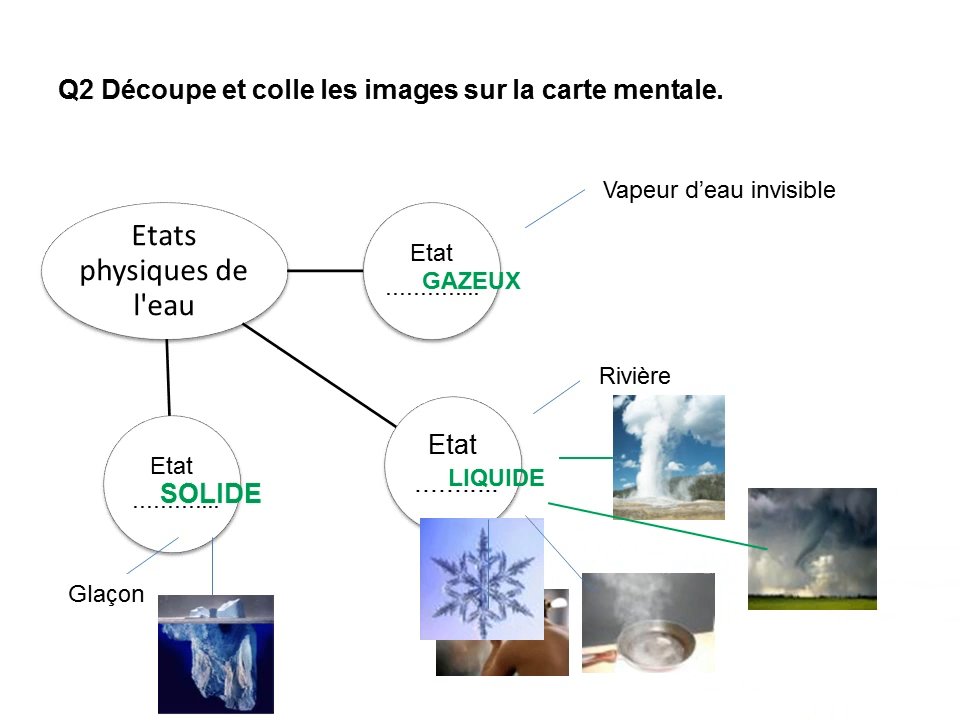 Q2 Découpe et colle les images sur la carte mentale.
Vapeur d’eau invisible
Etats
physiques de
l'eau
Etat
GAZEUX
…………..
Rivière
Etat
LIQUIDE
………..
Etat
SOLIDE
…………
Glaçon